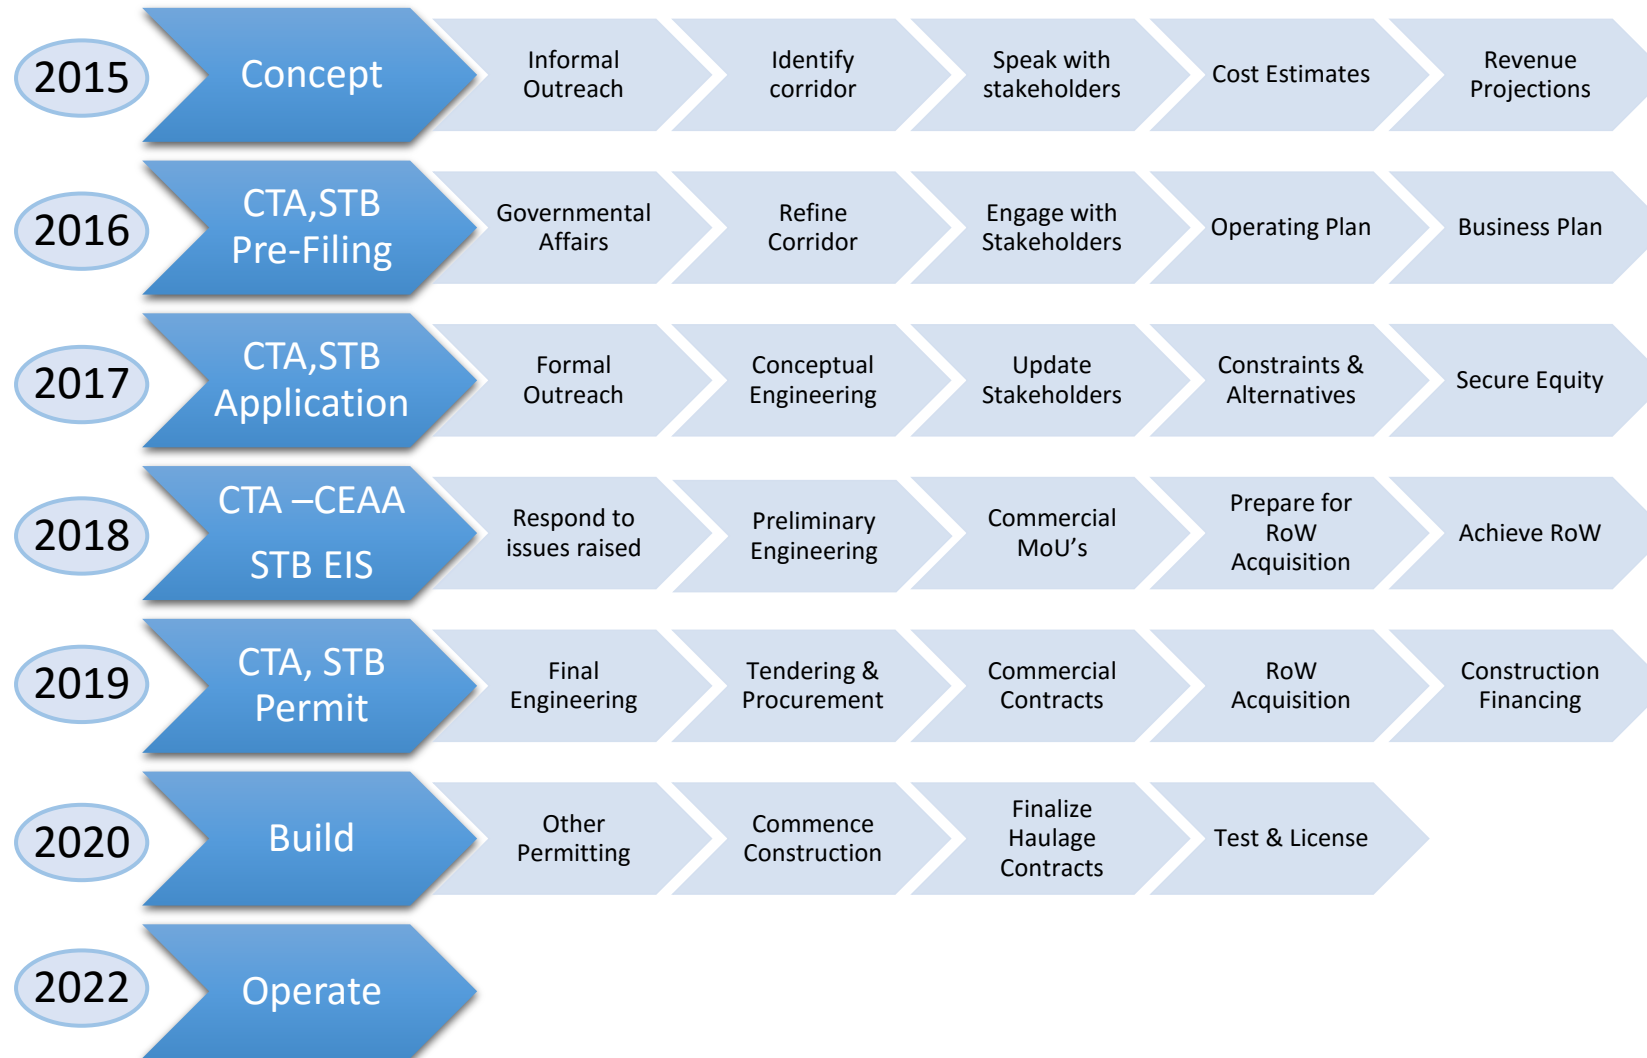 2015
Concept
Informal
Outreach
Identify
corridor
Speak with
stakeholders
Cost Estimates
Revenue
Projections
2016
CTA,STB
Pre-Filing
Governmental
Affairs
Refine
Corridor
Engage with
Stakeholders
Operating Plan
Business Plan
2017
CTA,STB
Application
Formal
Outreach
Conceptual
Engineering
Update
Stakeholders
Constraints &
Alternatives
Secure Equity
2018
CTA –CEAA
STB EIS
Respond to
issues raised
Preliminary
Engineering
Commercial
MoU's
Prepare for
RoW
Acquisition
Achieve RoW
2019
CTA, STB
Permit
Final
Engineering
Tendering &
Procurement
Commercial
Contracts
RoW
Acquisition
Construction
Financing
2020
Build
Other
Permitting
Commence
Construction
Finalize
Haulage
Contracts
Test & License
2022
Operate